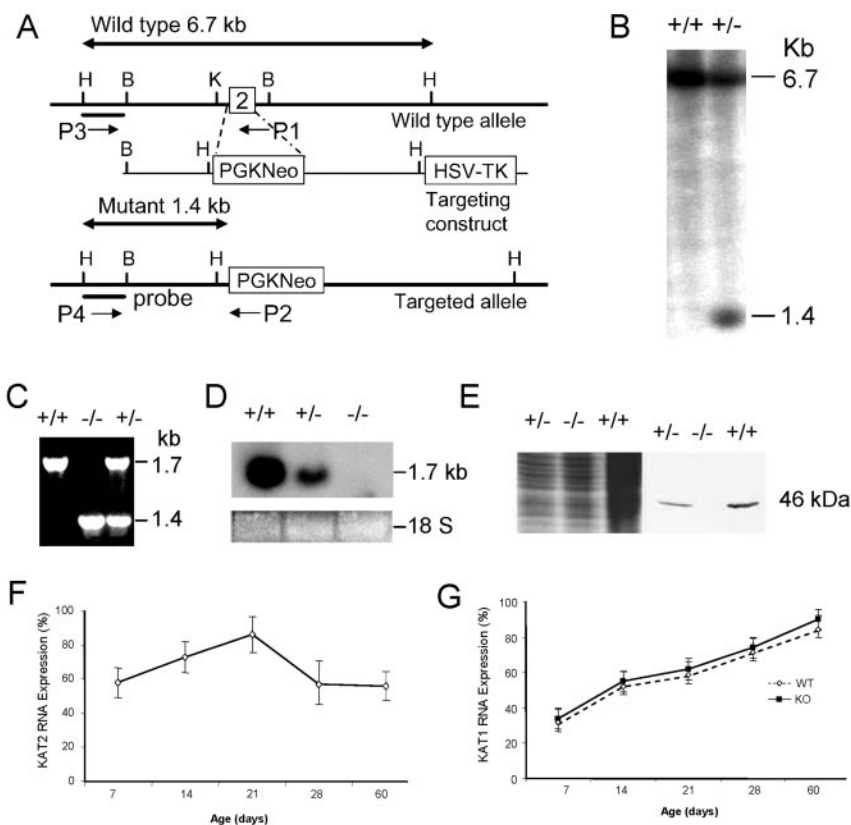 A
Wild type 6.7 kb
H B K B H
2
P3 P1 Wild type allele
B H H
PGKNeo HSV-TK
Targeting construct
Mutant 1.4 kb
H B H H
PGKNeo
probe Targeted allele
P4 P2
B
+/+ +/- Kb
6.7
1.4
C
+/+ -/- +/-
kb
1.7
1.4
D
+/+ +/- -/-
1.7 kb
18 S
E
+/- -/- +/+ +/- -/- +/+
46 kDa
F
KAT2 RNA Expression (%)
100
80
60
40
20
0
7 14 21 28 60
Age (days)
G
KAT1 RNA Expression (%)
100
80
60
40
20
0
WT
KO
7 14 21 28 60
Age (days)